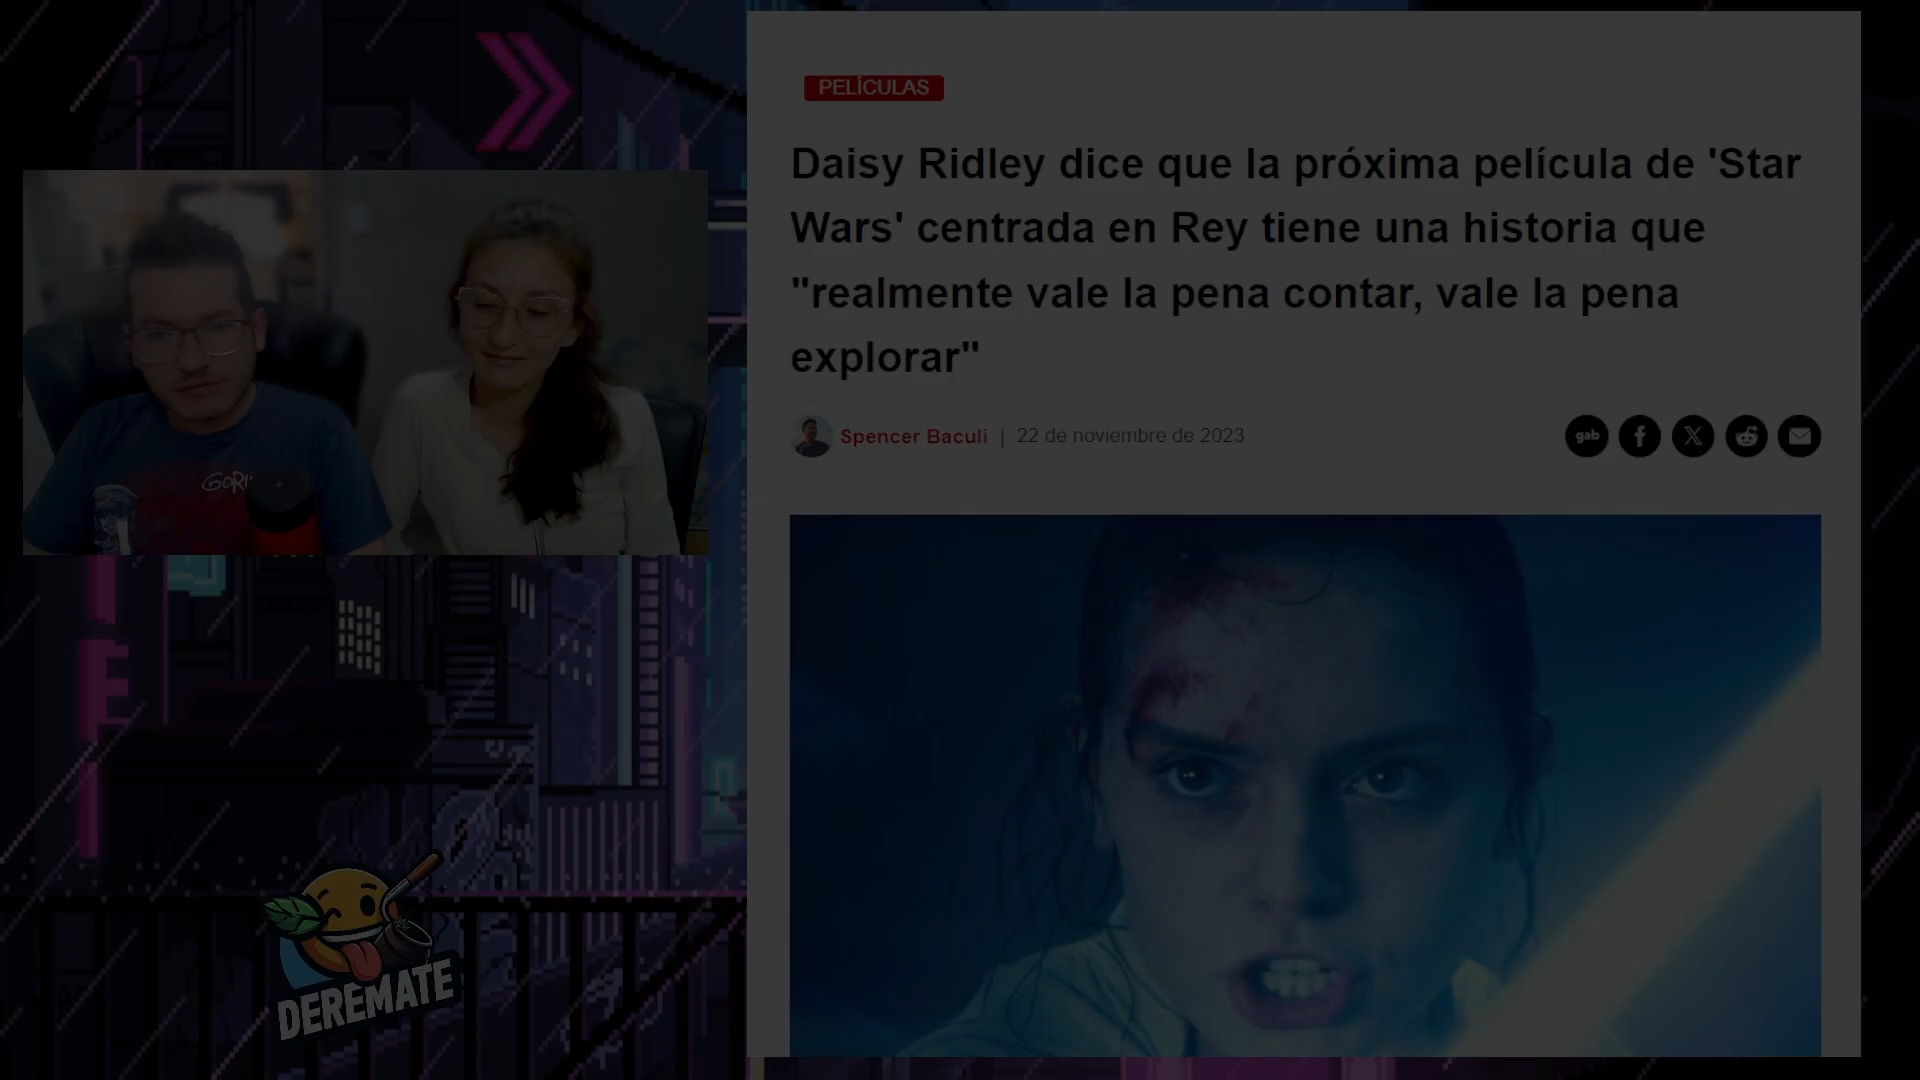 PELÍCULAS
Daisy Ridley dice que la próxima película de 'Star
Wars' centrada en Rey tiene una historia que
"realmente vale la pena contar, vale la pena
explorar"
Spencer Baculi | 22 de noviembre de 2023
gab
DEREMATE